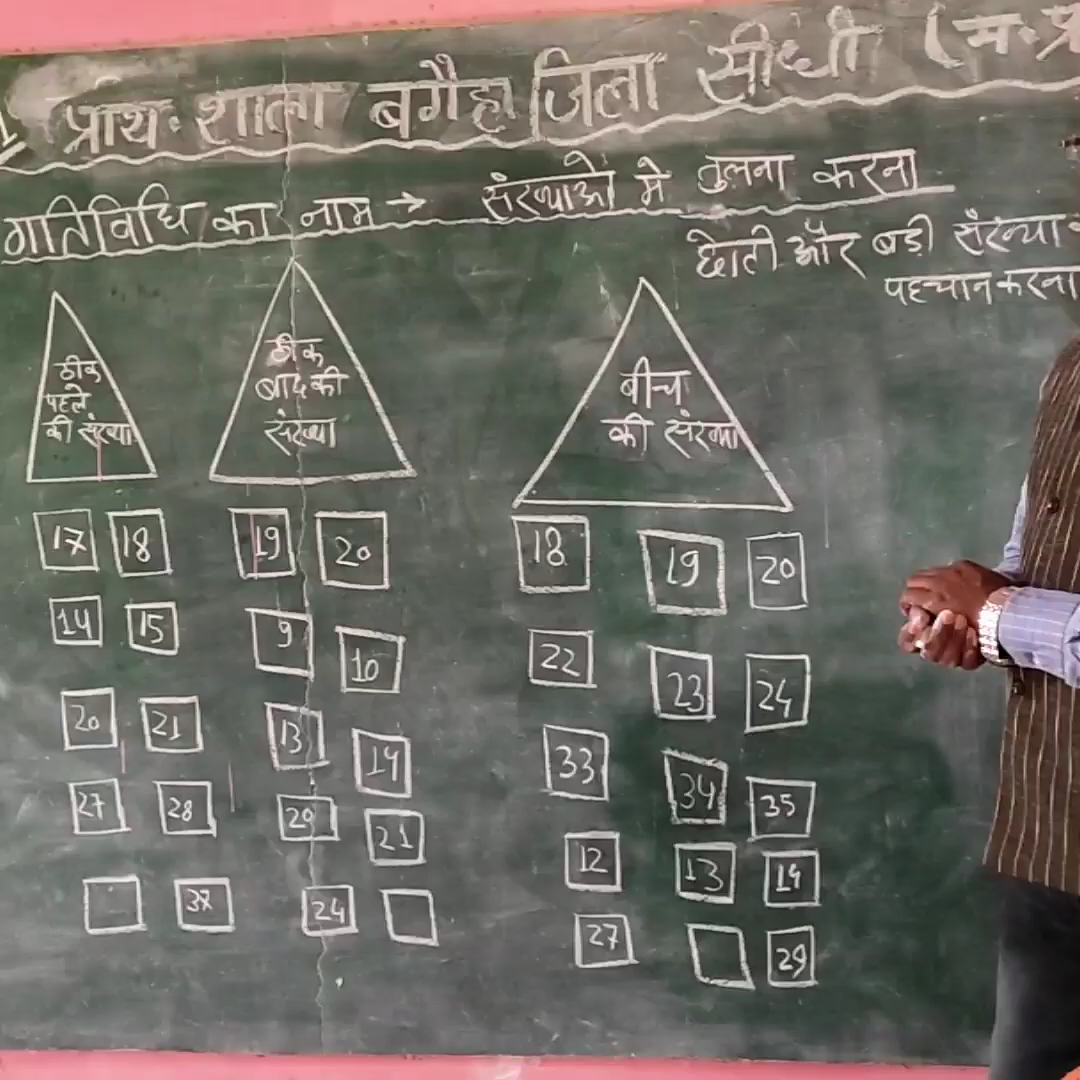 प्राथ. शाला बगैहा जिला सीधी (म.प्र
गतिविधि का नाम → संख्याओं मे तुलना करना
छोती और बड़ी संख्या
पहचान करना
ठीक
पहले
की संख्या
ठीक
बाद की
संख्या
बीच
की संख्या
17 18 19 20 18 19 20
14 15 9 10 22 23 24
20 21 13 14 33 34 35
27 28 20 21 12 13 14
37 24 27 29